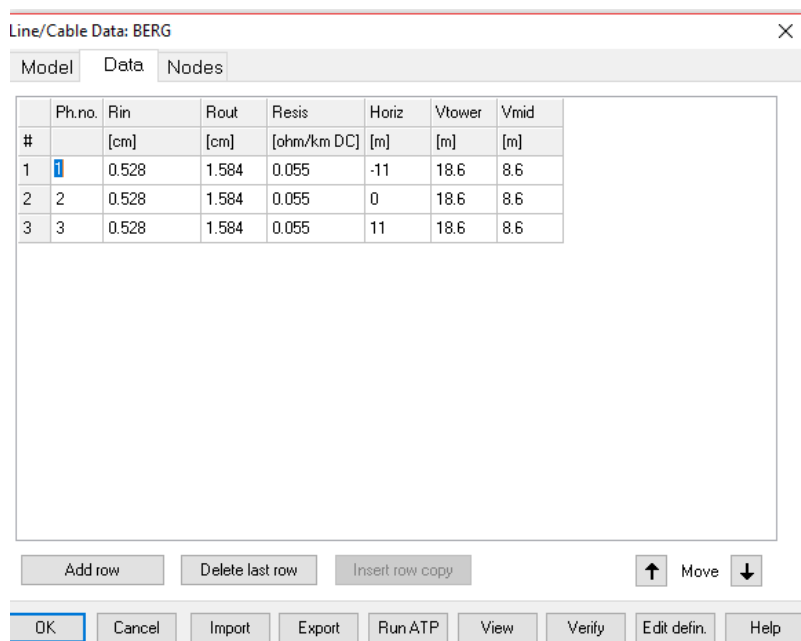 Line/Cable Data: BERG
Model Data Nodes
Ph.no. Rin Rout Resis Horiz Vtower Vmid
# [cm] [cm] [ohm/km DC] [m] [m] [m]
1 1 0.528 1.584 0.055 -11 18.6 8.6
2 2 0.528 1.584 0.055 0 18.6 8.6
3 3 0.528 1.584 0.055 11 18.6 8.6
Add row Delete last row Insert row copy Move
OK Cancel Import Export Run ATP View Verify Edit defin. Help